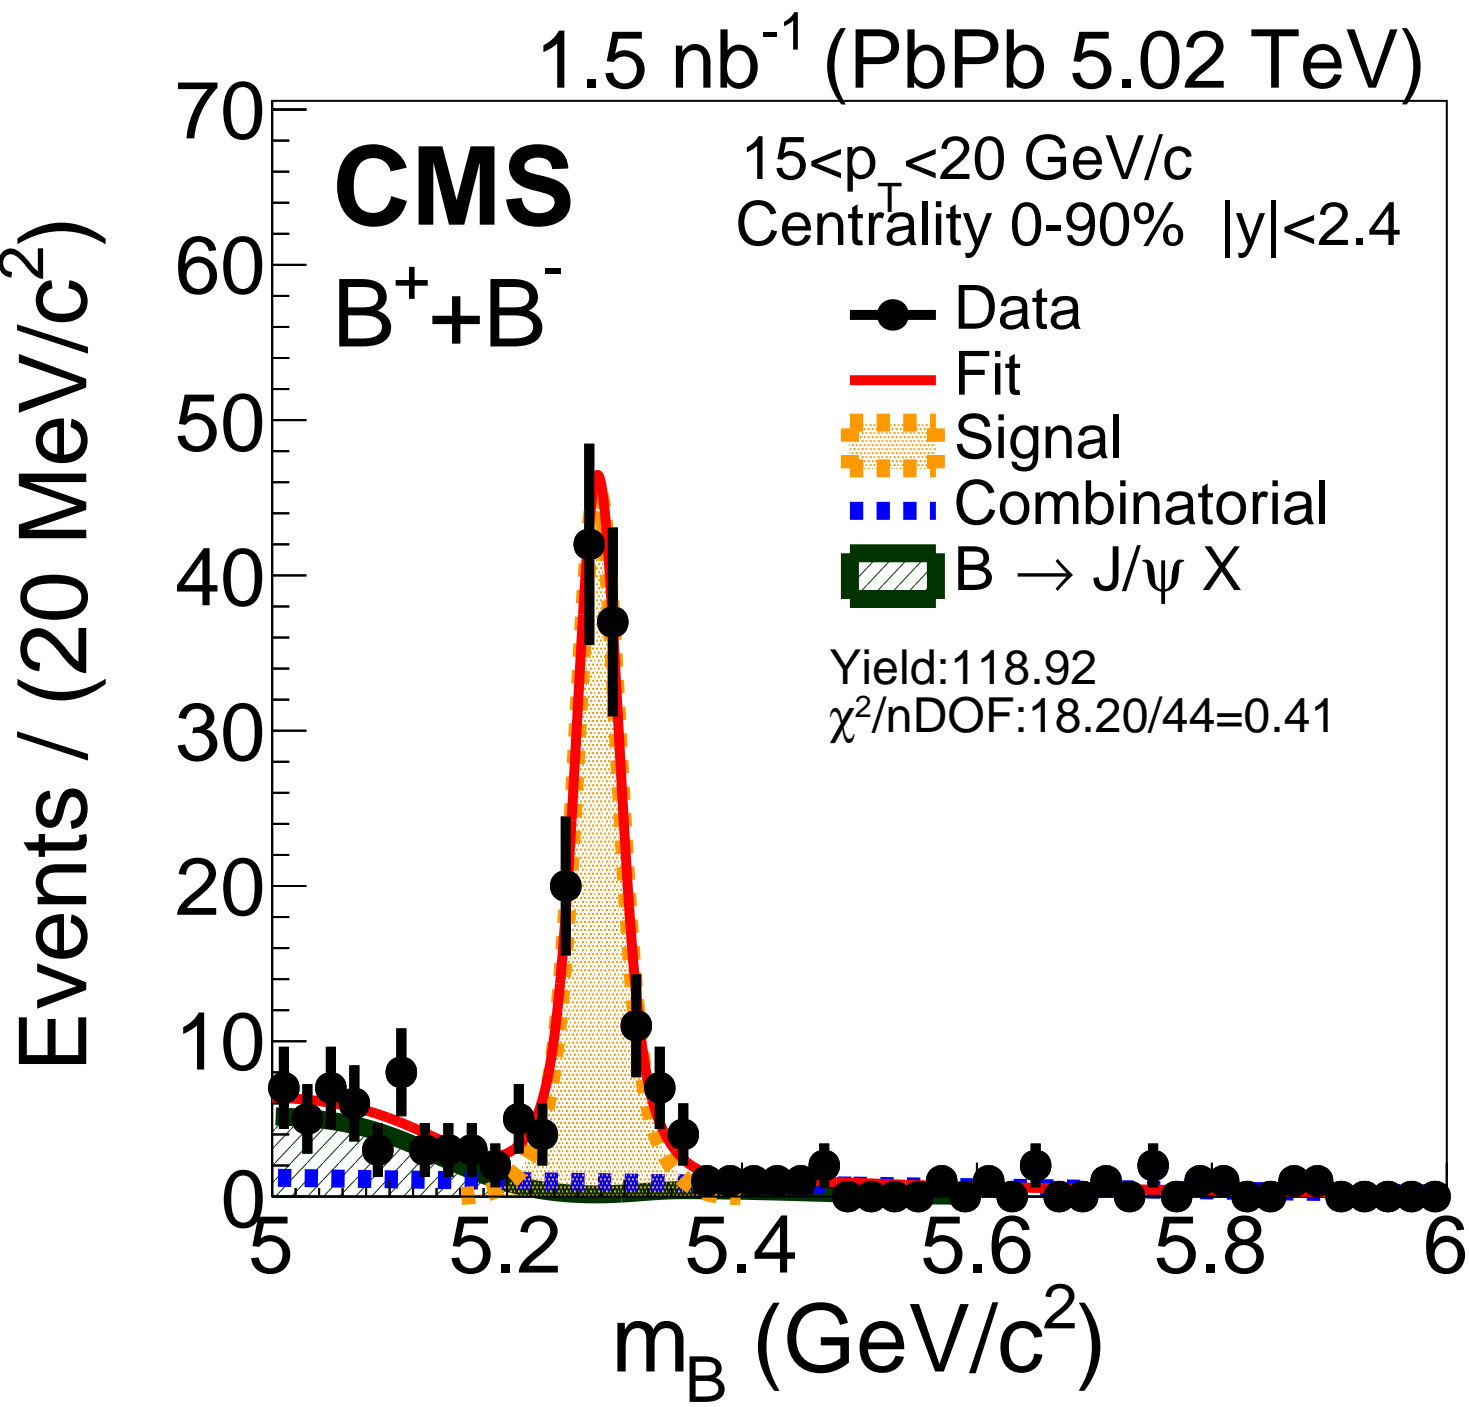 1.5 nb⁻¹ (PbPb 5.02 TeV)
CMS
B⁺+B⁻
15<p_T<20 GeV/c
Centrality 0-90% |y|<2.4
Data
Fit
Signal
Combinatorial
B → J/ψ X
Yield:118.92
χ²/nDOF:18.20/44=0.41
Events / (20 MeV/c²)
70
60
50
40
30
20
10
0
5 5.2 5.4 5.6 5.8 6
m_B (GeV/c²)